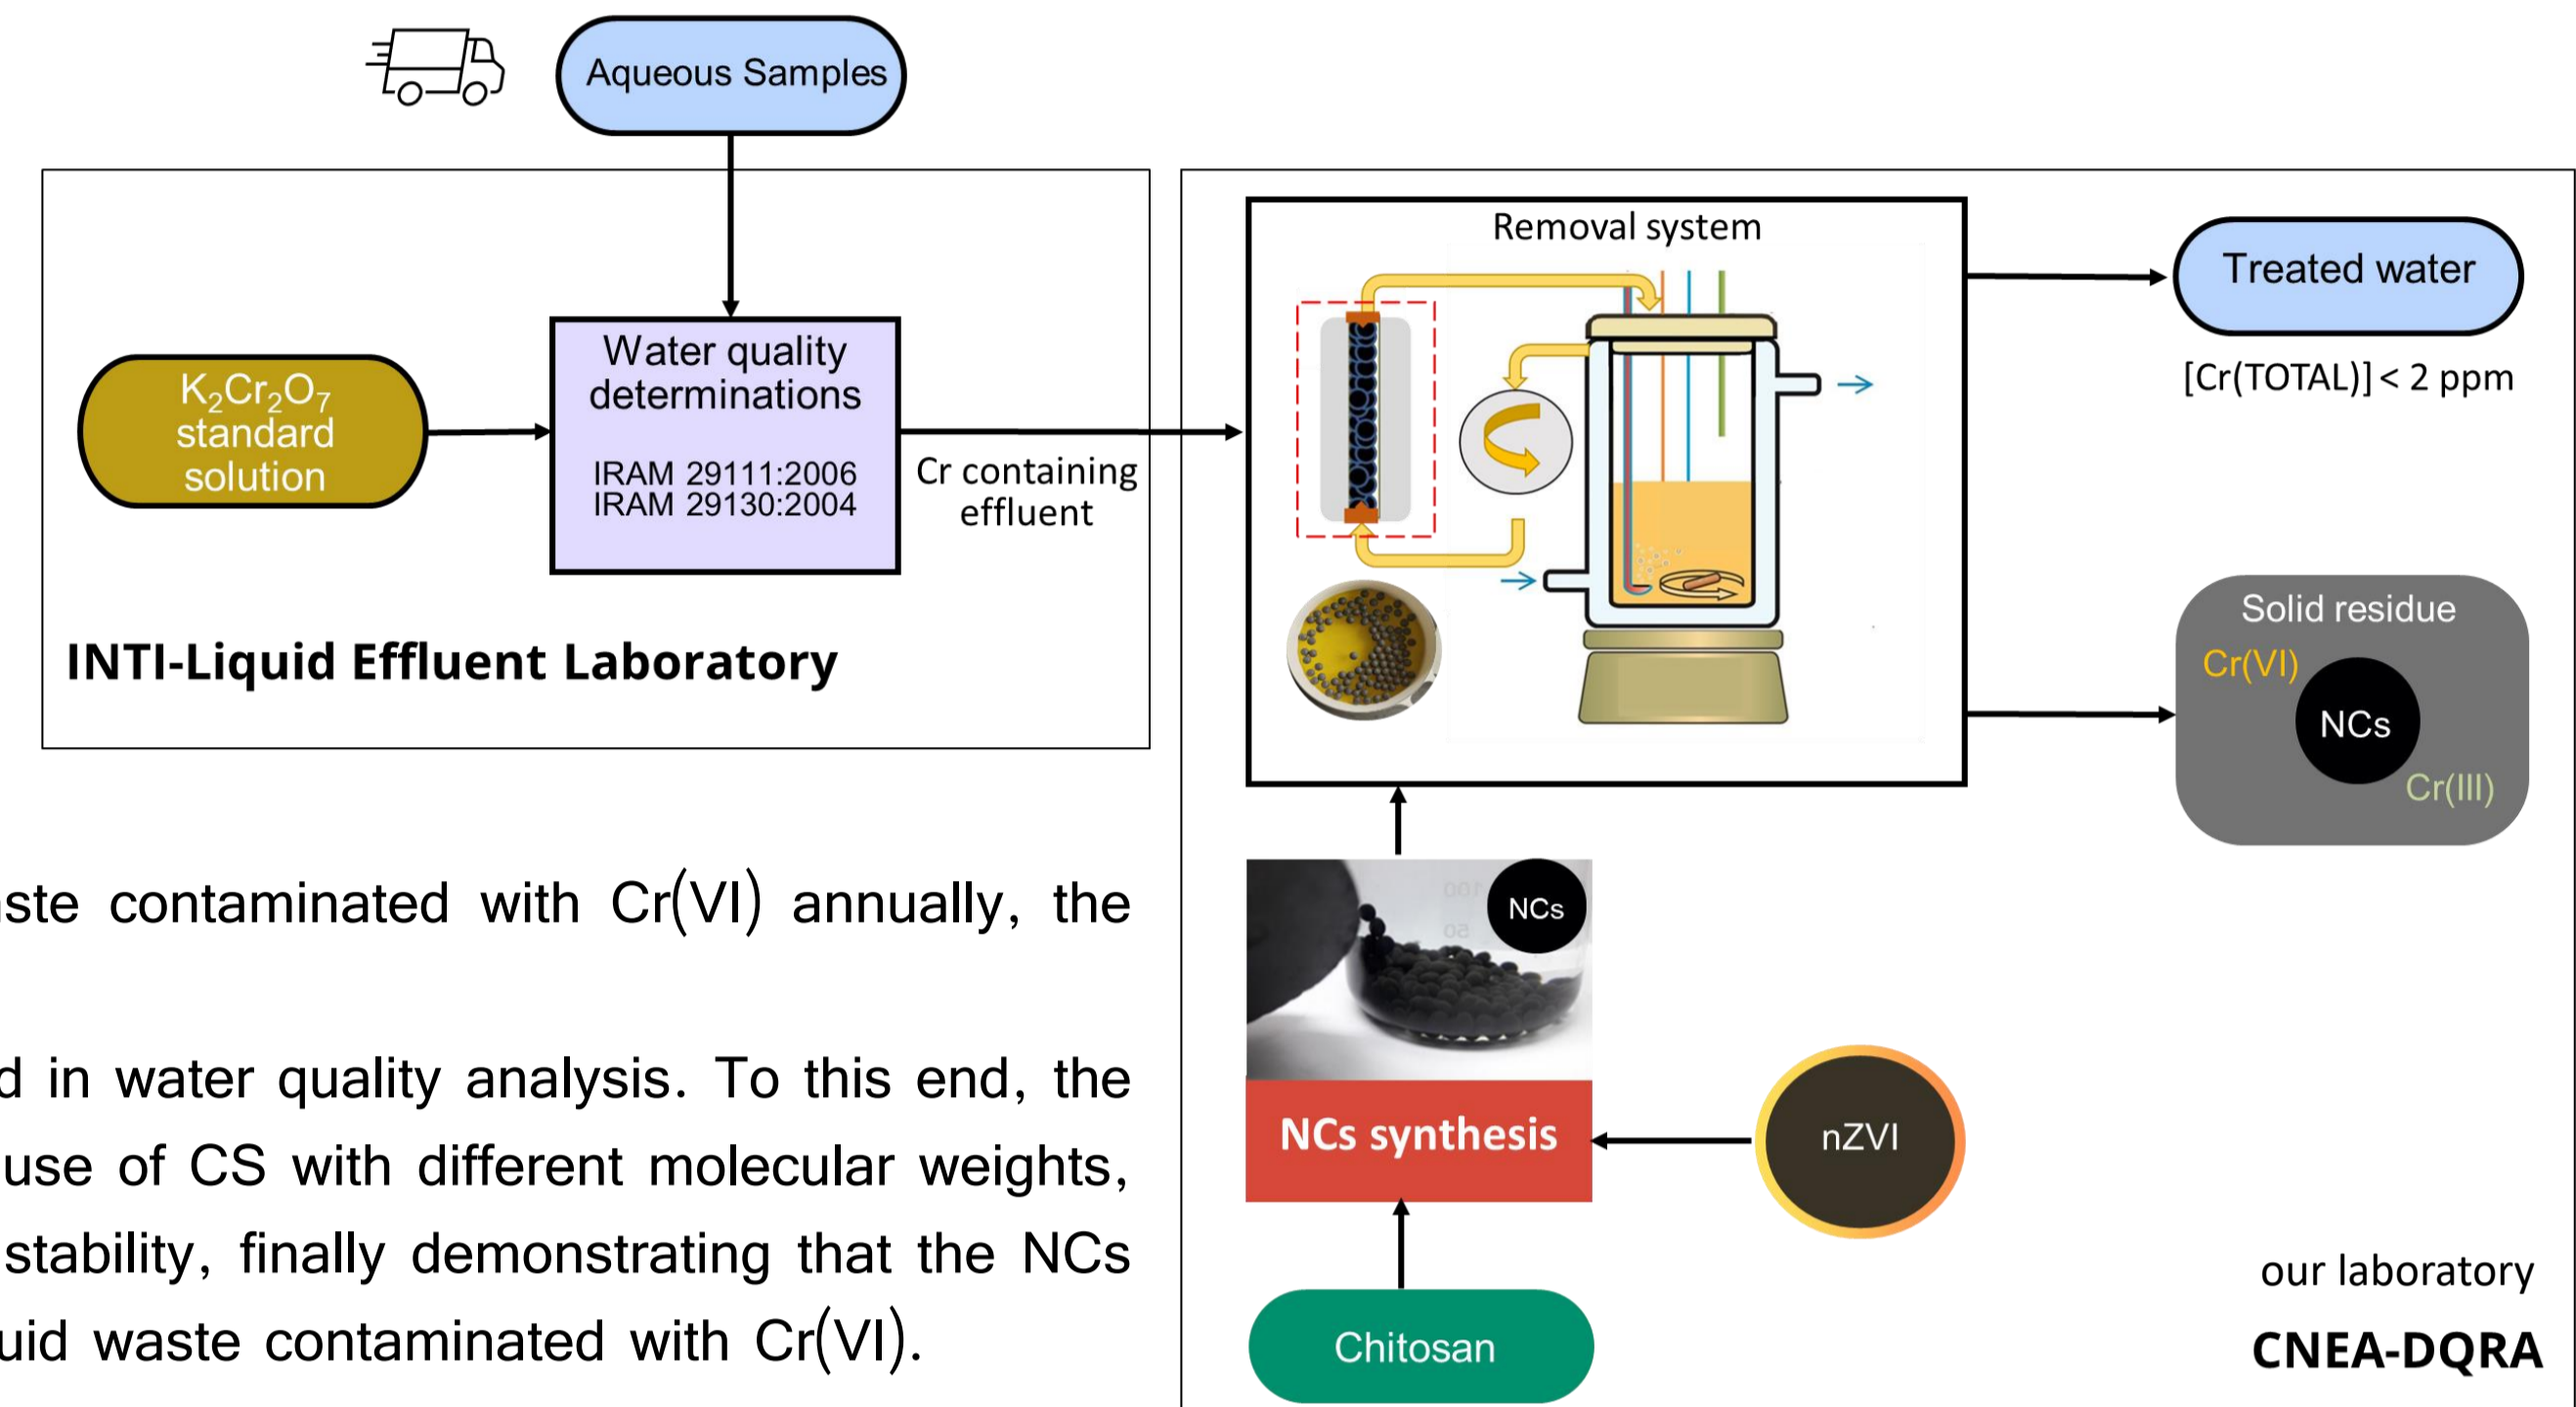 Aqueous Samples
K₂Cr₂O₇
standard
solution
Water quality
determinations
IRAM 29111:2006
IRAM 29130:2004
Cr containing
effluent
INTI-Liquid Effluent Laboratory
Removal system
Treated water
[Cr(TOTAL)] < 2 ppm
Solid residue
Cr(VI)
NCs
Cr(III)
100
50
NCs
NCs synthesis
nZVI
Chitosan
our laboratory
CNEA-DQRA
contaminated with Cr(VI) annually, the
in water quality analysis. To this end, the
use of CS with different molecular weights,
stability, finally demonstrating that the NCs
waste contaminated with Cr(VI).